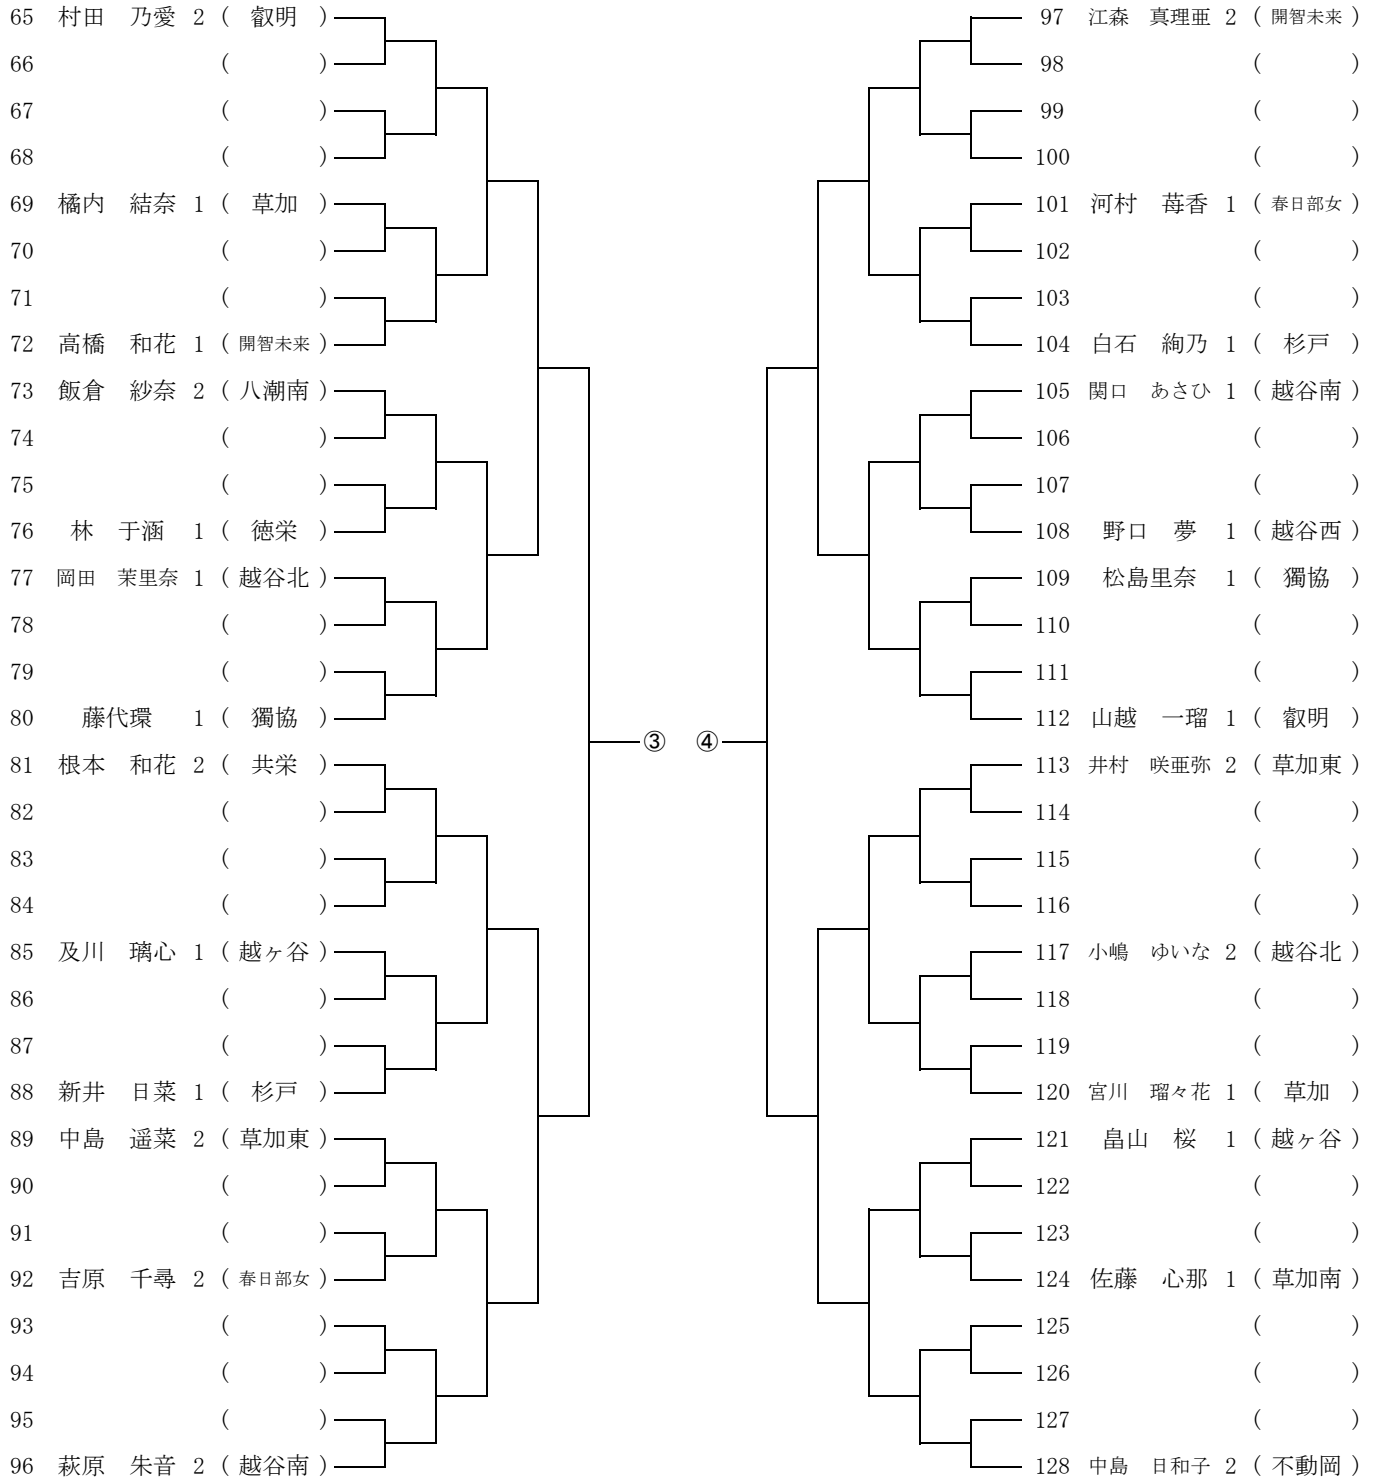 65 村田 乃愛 2 ( 叡明 )
66 ( )
67 ( )
68 ( )
69 橘内 結奈 1 ( 草加 )
70 ( )
71 ( )
72 高橋 和花 1 ( 開智未来 )
73 飯倉 紗奈 2 ( 八潮南 )
74 ( )
75 ( )
76 林 于涵 1 ( 徳栄 )
77 岡田 茉里奈 1 ( 越谷北 )
78 ( )
79 ( )
80 藤代環 1 ( 獨協 )
81 根本 和花 2 ( 共栄 )
82 ( )
83 ( )
84 ( )
85 及川 璃心 1 ( 越ヶ谷 )
86 ( )
87 ( )
88 新井 日菜 1 ( 杉戸 )
89 中島 遥菜 2 ( 草加東 )
90 ( )
91 ( )
92 吉原 千尋 2 ( 春日部女 )
93 ( )
94 ( )
95 ( )
96 萩原 朱音 2 ( 越谷南 )
③ ④
97 江森 真理亜 2 ( 開智未来 )
98 ( )
99 ( )
100 ( )
101 河村 苺香 1 ( 春日部女 )
102 ( )
103 ( )
104 白石 絢乃 1 ( 杉戸 )
105 関口 あさひ 1 ( 越谷南 )
106 ( )
107 ( )
108 野口 夢 1 ( 越谷西 )
109 松島里奈 1 ( 獨協 )
110 ( )
111 ( )
112 山越 一瑠 1 ( 叡明 )
113 井村 咲亜弥 2 ( 草加東 )
114 ( )
115 ( )
116 ( )
117 小嶋 ゆいな 2 ( 越谷北 )
118 ( )
119 ( )
120 宮川 瑠々花 1 ( 草加 )
121 畠山 桜 1 ( 越ヶ谷 )
122 ( )
123 ( )
124 佐藤 心那 1 ( 草加南 )
125 ( )
126 ( )
127 ( )
128 中島 日和子 2 ( 不動岡 )